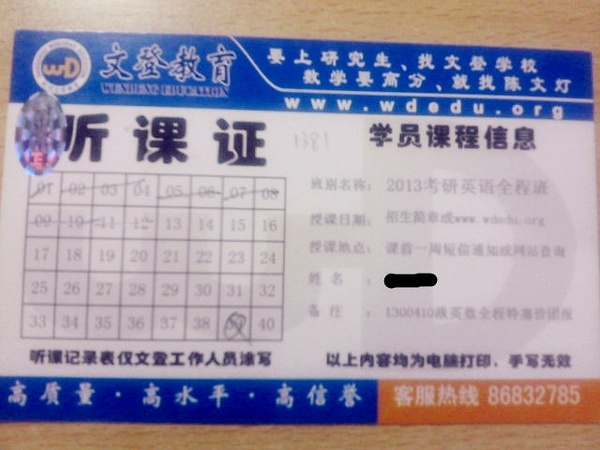 WD
文登教育
WENDENG EDUCATION
要上研究生、找文登学校
数学要高分、就找陈文灯
www.wdedu.org
听课证
1381
学员课程信息
01 02 03 04 05 06 07 08
09 10 11 12 13 14 15 16
17 18 19 20 21 22 23 24
25 26 27 28 29 30 31 32
33 34 35 36 37 38 39 40
班别名称：2013考研英语全程班
授课日期：招生简章或www.wdedu.org
授课地点：课前一周短信通知或网站查询
姓名：
备注：1300410政英数全程特惠价团报
听课记录表仅文登工作人员涂写
以上内容均为电脑打印，手写无效
高质量·高水平·高信誉
客服热线 86832785